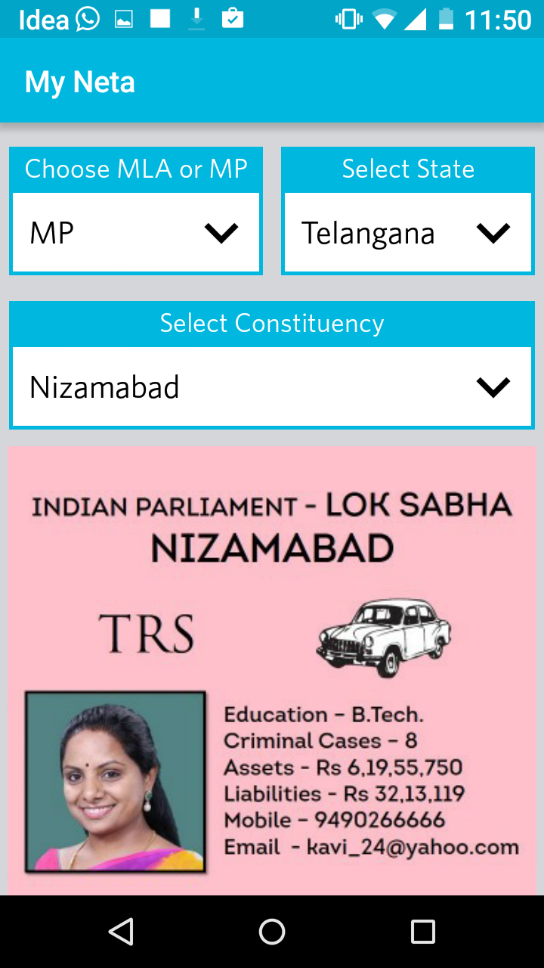 Idea 11:50
My Neta
Choose MLA or MP
MP
Select State
Telangana
Select Constituency
Nizamabad
INDIAN PARLIAMENT - LOK SABHA
NIZAMABAD
TRS
Education – B.Tech.
Criminal Cases – 8
Assets - Rs 6,19,55,750
Liabilities - Rs 32,13,119
Mobile – 9490266666
Email - kavi_24@yahoo.com